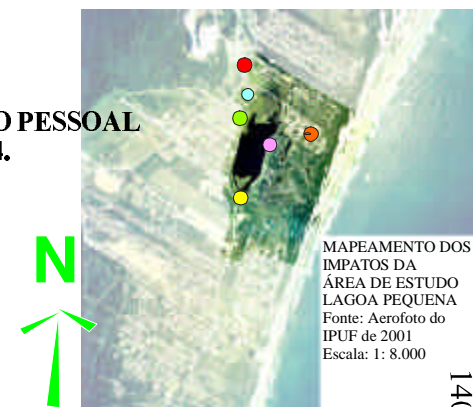 O PESSOAL
4.
N
MAPEAMENTO DOS
IMPATOS DA
ÁREA DE ESTUDO
LAGOA PEQUENA
Fonte: Aerofoto do
IPUF de 2001
Escala: 1: 8.000